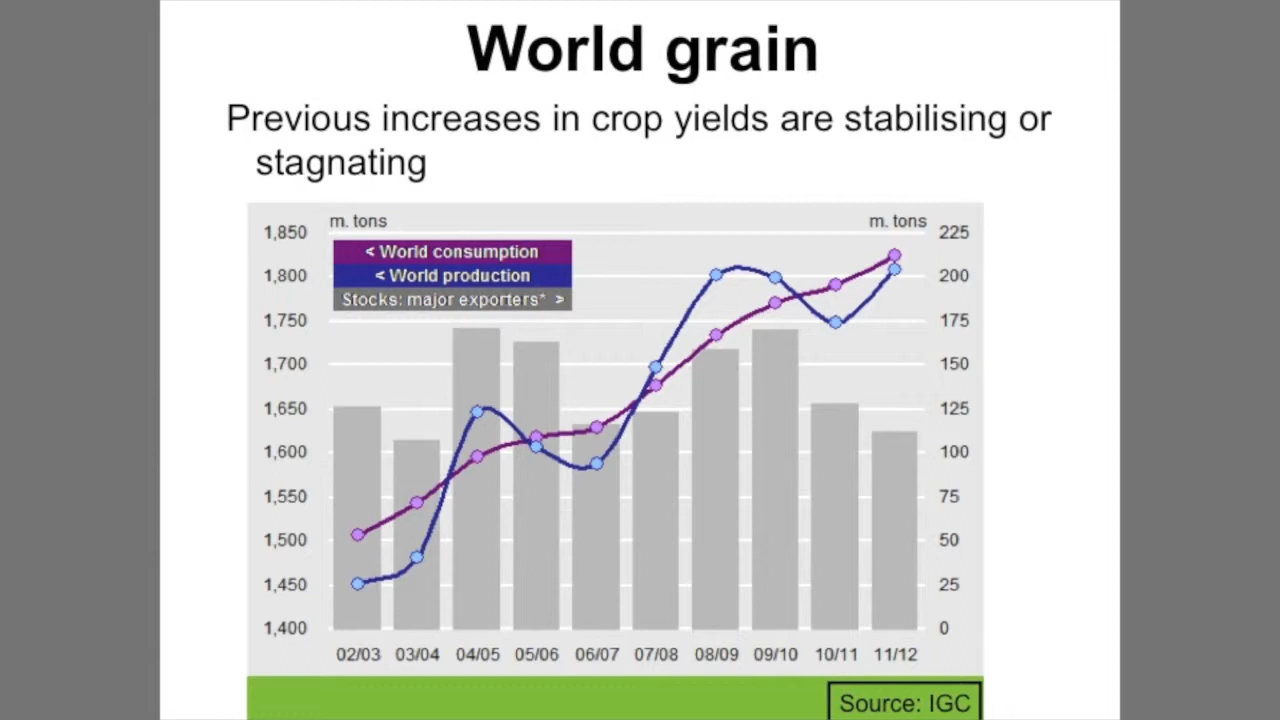 World grain
Previous increases in crop yields are stabilising or
stagnating
m. tons m. tons
1,850 225
< World consumption
1,800 < World production 200
Stocks: major exporters* >
1,750 175
1,700 150
1,650 125
1,600 100
1,550 75
1,500 50
1,450 25
1,400 0
02/03 03/04 04/05 05/06 06/07 07/08 08/09 09/10 10/11 11/12
Source: IGC